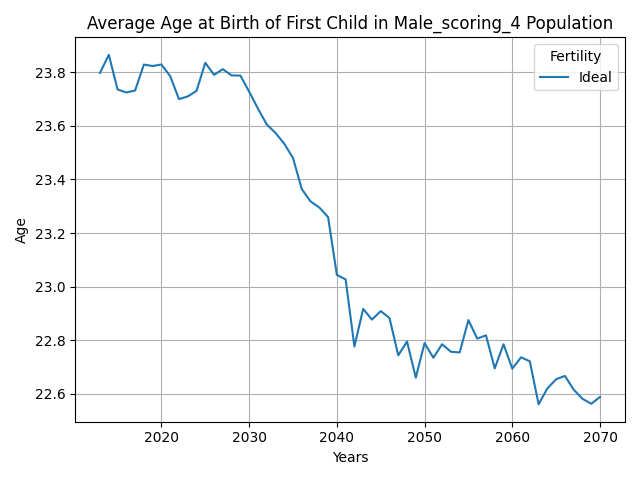 Average Age at Birth of First Child in Male_scoring_4 Population
Fertility
Ideal
23.8
23.6
23.4
23.2
23.0
22.8
22.6
Age
2020 2030 2040 2050 2060 2070
Years